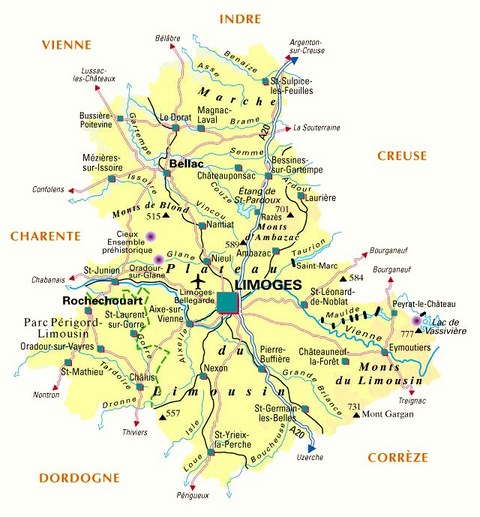 INDRE
VIENNE
Bélâbre
Argenton-
sur-Creuse
Benaize
Asse
Lussac-
les-Châteaux
St-Sulpice-
les-Feuilles
Marche
Bussière-
Poitevine
Gartempe
Le Dorat
Magnac-
Laval
Brame
A20
La Souterraine
Mézières-
sur-Issoire
Bellac
Semme
Bessines-
sur-Gartempe
CREUSE
Confolens
Issoire
Châteauponsac
Couze
Étang de
St-Pardoux
Ardour
Laurière
Monts de Blond
515
Vincou
Razès
701
Monts
d'Ambazac
CHARENTE
Cieux
Ensemble
préhistorique
Nantiat
589
Ambazac
Taurion
Bourganeuf
Glane
Nieul
Oradour-
sur-Glane
Plateau
Saint-Marc
584
Bourganeuf
Chabanais
St-Junien
Limoges-
Bellegarde
LIMOGES
St-Léonard-
de-Noblat
Rochechouart
Peyrat-le-Château
Parc Périgord-
Limousin
St-Laurent-
sur-Gorre
Aixe-sur-
Vienne
Maulde
Vienne
777
Lac de
Vassivière
Oradour-sur-Vayres
Gorre
Aixette
du
Pierre-
Buffière
Châteauneuf-
la-Forêt
Eymoutiers
St-Mathieu
Tardoire
Châlus
Nexon
Monts
du Limousin
Nontron
Dronne
Limousin
Grande Briance
Treignac
557
St-Germain-
les-Belles
731
Mont Gargan
Thiviers
Isle
A20
St-Yrieix-
la-Perche
Boucheuse
Loue
Uzerche
CORRÈZE
DORDOGNE
Périgueux